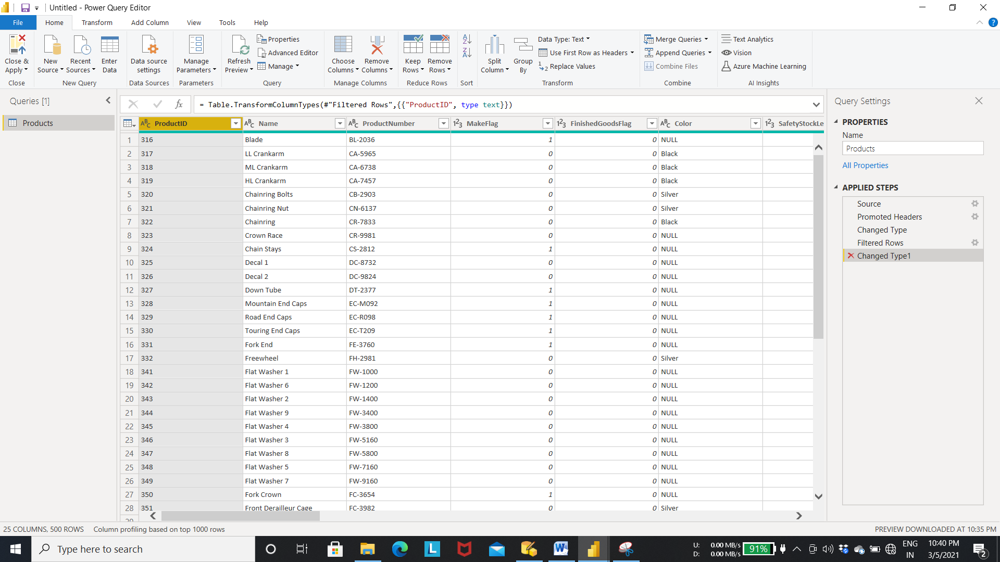 Untitled - Power Query Editor
File Home Transform Add Column View Tools Help
Close & Apply
Close
New Source
Recent Sources
Enter Data
New Query
Data source settings
Data Sources
Manage Parameters
Parameters
Refresh Preview
Properties
Advanced Editor
Manage
Query
Choose Columns
Remove Columns
Manage Columns
Keep Rows
Remove Rows
Reduce Rows
Sort
Split Column
Group By
Data Type: Text
Use First Row as Headers
Replace Values
Transform
Merge Queries
Append Queries
Combine Files
Combine
Text Analytics
Vision
Azure Machine Learning
AI Insights
Queries [1]
Products
fx = Table.TransformColumnTypes(#"Filtered Rows",{{"ProductID", type text}})
ABC ProductID ABC Name ABC ProductNumber 123 MakeFlag 123 FinishedGoodsFlag ABC Color 123 SafetyStockLe
1 316 Blade BL-2036 1 0 NULL
2 317 LL Crankarm CA-5965 0 0 Black
3 318 ML Crankarm CA-6738 0 0 Black
4 319 HL Crankarm CA-7457 0 0 Black
5 320 Chainring Bolts CB-2903 0 0 Silver
6 321 Chainring Nut CN-6137 0 0 Silver
7 322 Chainring CR-7833 0 0 Black
8 323 Crown Race CR-9981 0 0 NULL
9 324 Chain Stays CS-2812 1 0 NULL
10 325 Decal 1 DC-8732 0 0 NULL
11 326 Decal 2 DC-9824 0 0 NULL
12 327 Down Tube DT-2377 1 0 NULL
13 328 Mountain End Caps EC-M092 1 0 NULL
14 329 Road End Caps EC-R098 1 0 NULL
15 330 Touring End Caps EC-T209 1 0 NULL
16 331 Fork End FE-3760 1 0 NULL
17 332 Freewheel FH-2981 0 0 Silver
18 341 Flat Washer 1 FW-1000 0 0 NULL
19 342 Flat Washer 6 FW-1200 0 0 NULL
20 343 Flat Washer 2 FW-1400 0 0 NULL
21 344 Flat Washer 9 FW-3400 0 0 NULL
22 345 Flat Washer 4 FW-3800 0 0 NULL
23 346 Flat Washer 3 FW-5160 0 0 NULL
24 347 Flat Washer 8 FW-5800 0 0 NULL
25 348 Flat Washer 5 FW-7160 0 0 NULL
26 349 Flat Washer 7 FW-9160 0 0 NULL
27 350 Fork Crown FC-3654 1 0 NULL
28 351 Front Derailleur Cage FC-3982 0 0 Silver
29
Query Settings
PROPERTIES
Name
Products
All Properties
APPLIED STEPS
Source
Promoted Headers
Changed Type
Filtered Rows
Changed Type1
25 COLUMNS, 500 ROWS Column profiling based on top 1000 rows
PREVIEW DOWNLOADED AT 10:35 PM
Type here to search
U: 0.00 MB/s
D: 0.00 MB/s
91%
ENG
IN
10:40 PM
3/5/2021
2